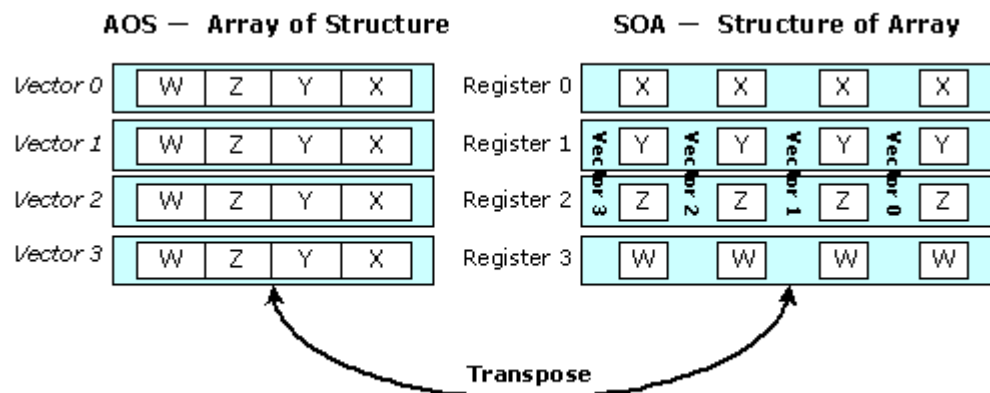 AOS — Array of Structure
SOA — Structure of Array
Vector 0
W Z Y X
Register 0
X X X X
Vector 1
W Z Y X
Register 1
Y Y Y Y
Vector 2
W Z Y X
Register 2
Z Z Z Z
Vector 3
W Z Y X
Register 3
W W W W
Vector 3
Vector 2
Vector 1
Vector 0
Transpose